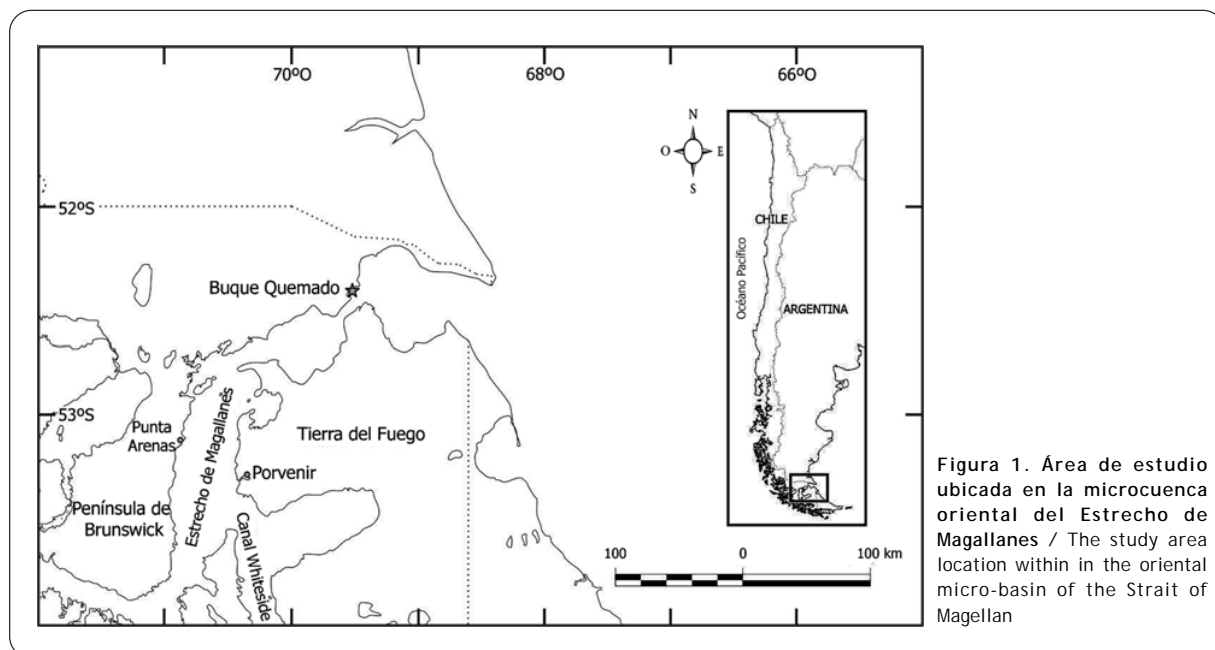 70ºO
68ºO
66ºO
52ºS
53ºS
Buque Quemado
Punta
Arenas
Estrecho de Magallanes
Tierra del Fuego
Porvenir
Península de
Brunswick
Canal Whiteside
N
O
E
S
CHILE
Océano Pacífico
ARGENTINA
100
0
100 km
Figura 1. Área de estudio
ubicada en la microcuenca
oriental del Estrecho de
Magallanes / The study area
location within in the oriental
micro-basin of the Strait of
Magellan